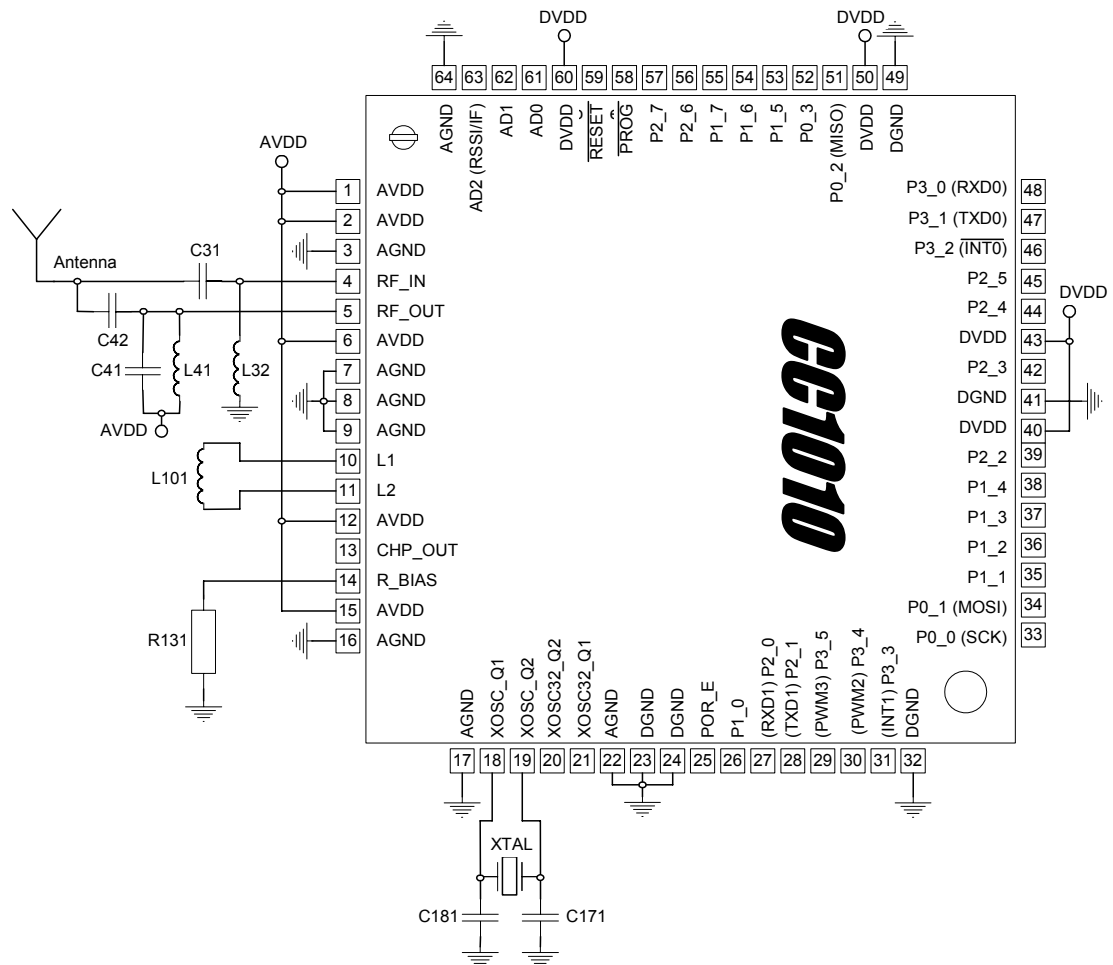 DVDD
DVDD
64 63 62 61 60 59 58 57 56 55 54 53 52 51 50 49
AGND
AD2 (RSSI/IF)
AD1
AD0
DVDD
RESET
PROG
P2_7
P2_6
P1_7
P1_6
P1_5
P0_3
P0_2 (MISO)
DVDD
DGND
AVDD
1 AVDD
2 AVDD
3 AGND
4 RF_IN
5 RF_OUT
6 AVDD
7 AGND
8 AGND
9 AGND
10 L1
11 L2
12 AVDD
13 CHP_OUT
14 R_BIAS
15 AVDD
16 AGND
Antenna
C31
C42
C41
L41
L32
AVDD
L101
R131
CC1010
P3_0 (RXD0) 48
P3_1 (TXD0) 47
P3_2 (INT0) 46
P2_5 45
P2_4 44
DVDD
DVDD 43
P2_3 42
DGND 41
DVDD 40
P2_2 39
P1_4 38
P1_3 37
P1_2 36
P1_1 35
P0_1 (MOSI) 34
P0_0 (SCK) 33
AGND
XOSC_Q1
XOSC_Q2
XOSC32_Q2
XOSC32_Q1
AGND
DGND
DGND
POR_E
P1_0
(RXD1) P2_0
(TXD1) P2_1
(PWM3) P3_5
(PWM2) P3_4
(INT1) P3_3
DGND
17 18 19 20 21 22 23 24 25 26 27 28 29 30 31 32
XTAL
C181
C171